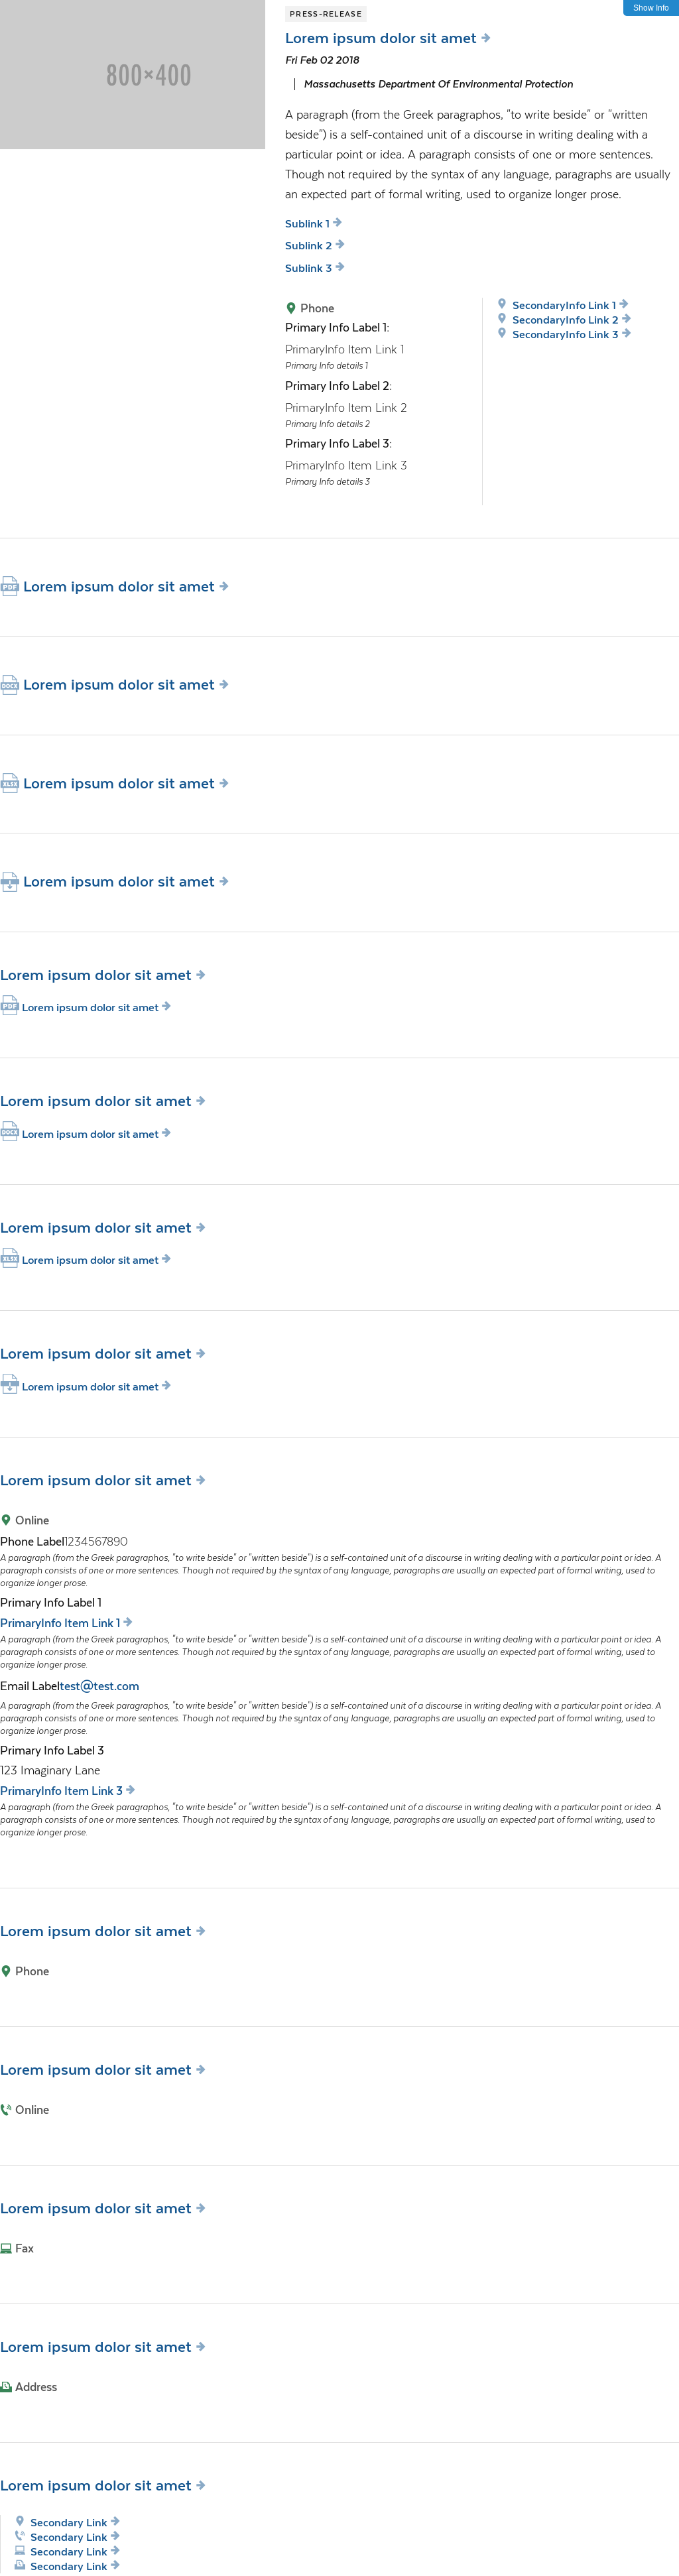 Show Info
800×400
PRESS-RELEASE
Lorem ipsum dolor sit amet
Fri Feb 02 2018
Massachusetts Department Of Environmental Protection
A paragraph (from the Greek paragraphos, "to write beside" or "written
beside") is a self-contained unit of a discourse in writing dealing with a
particular point or idea. A paragraph consists of one or more sentences.
Though not required by the syntax of any language, paragraphs are usually
an expected part of formal writing, used to organize longer prose.
Sublink 1
Sublink 2
Sublink 3
Phone
Primary Info Label 1:
PrimaryInfo Item Link 1
Primary Info details 1
Primary Info Label 2:
PrimaryInfo Item Link 2
Primary Info details 2
Primary Info Label 3:
PrimaryInfo Item Link 3
Primary Info details 3
SecondaryInfo Link 1
SecondaryInfo Link 2
SecondaryInfo Link 3
PDF Lorem ipsum dolor sit amet
DOCX Lorem ipsum dolor sit amet
XLSX Lorem ipsum dolor sit amet
Lorem ipsum dolor sit amet
Lorem ipsum dolor sit amet
PDF Lorem ipsum dolor sit amet
Lorem ipsum dolor sit amet
DOCX Lorem ipsum dolor sit amet
Lorem ipsum dolor sit amet
XLSX Lorem ipsum dolor sit amet
Lorem ipsum dolor sit amet
Lorem ipsum dolor sit amet
Lorem ipsum dolor sit amet
Online
Phone Label1234567890
A paragraph (from the Greek paragraphos, "to write beside" or "written beside") is a self-contained unit of a discourse in writing dealing with a particular point or idea. A
paragraph consists of one or more sentences. Though not required by the syntax of any language, paragraphs are usually an expected part of formal writing, used to
organize longer prose.
Primary Info Label 1
PrimaryInfo Item Link 1
A paragraph (from the Greek paragraphos, "to write beside" or "written beside") is a self-contained unit of a discourse in writing dealing with a particular point or idea. A
paragraph consists of one or more sentences. Though not required by the syntax of any language, paragraphs are usually an expected part of formal writing, used to
organize longer prose.
Email Labeltest@test.com
A paragraph (from the Greek paragraphos, "to write beside" or "written beside") is a self-contained unit of a discourse in writing dealing with a particular point or idea. A
paragraph consists of one or more sentences. Though not required by the syntax of any language, paragraphs are usually an expected part of formal writing, used to
organize longer prose.
Primary Info Label 3
123 Imaginary Lane
PrimaryInfo Item Link 3
A paragraph (from the Greek paragraphos, "to write beside" or "written beside") is a self-contained unit of a discourse in writing dealing with a particular point or idea. A
paragraph consists of one or more sentences. Though not required by the syntax of any language, paragraphs are usually an expected part of formal writing, used to
organize longer prose.
Lorem ipsum dolor sit amet
Phone
Lorem ipsum dolor sit amet
Online
Lorem ipsum dolor sit amet
Fax
Lorem ipsum dolor sit amet
Address
Lorem ipsum dolor sit amet
Secondary Link
Secondary Link
Secondary Link
Secondary Link